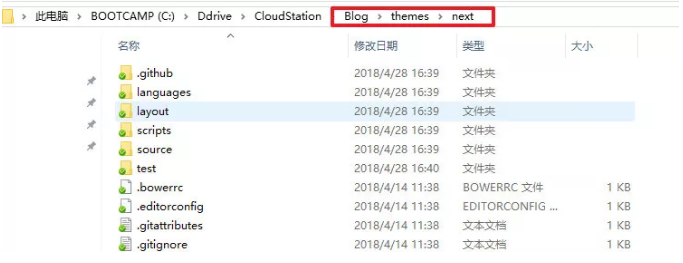 此电脑 > BOOTCAMP (C:) > Ddrive > CloudStation > Blog > themes > next
名称 修改日期 类型 大小
.github 2018/4/28 16:39 文件夹
languages 2018/4/28 16:39 文件夹
layout 2018/4/28 16:39 文件夹
scripts 2018/4/28 16:39 文件夹
source 2018/4/28 16:39 文件夹
test 2018/4/28 16:40 文件夹
.bowerrc 2018/4/14 11:38 BOWERRC 文件 1 KB
.editorconfig 2018/4/14 11:38 EDITORCONFIG ... 1 KB
.gitattributes 2018/4/14 11:38 文本文档 1 KB
.gitignore 2018/4/14 11:38 文本文档 1 KB